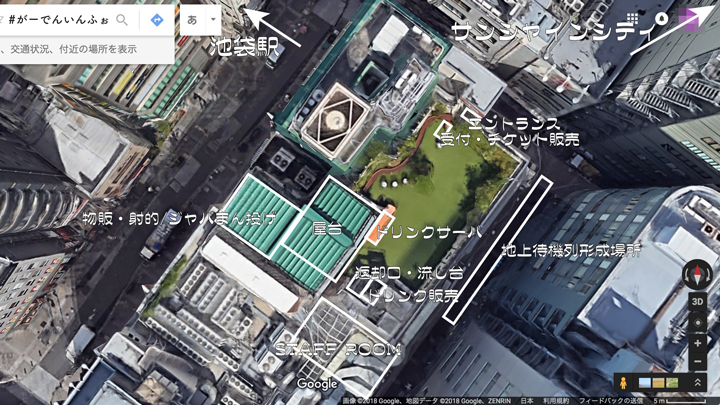 #がーでんいんふぉ
あ
、交通状況、付近の場所を表示
池袋駅
サンシャインシティ
エントランス
受付・チケット販売
物販・射的
ジャバまん投げ
屋台
ドリンクサーバ
地上待機列形成場所
返却口・流し台
ドリンク販売
STAFF ROOM
3D
Google
画像 ©2018 Google、地図データ ©2018 Google、ZENRIN 日本 利用規約 フィードバックの送信 5 m